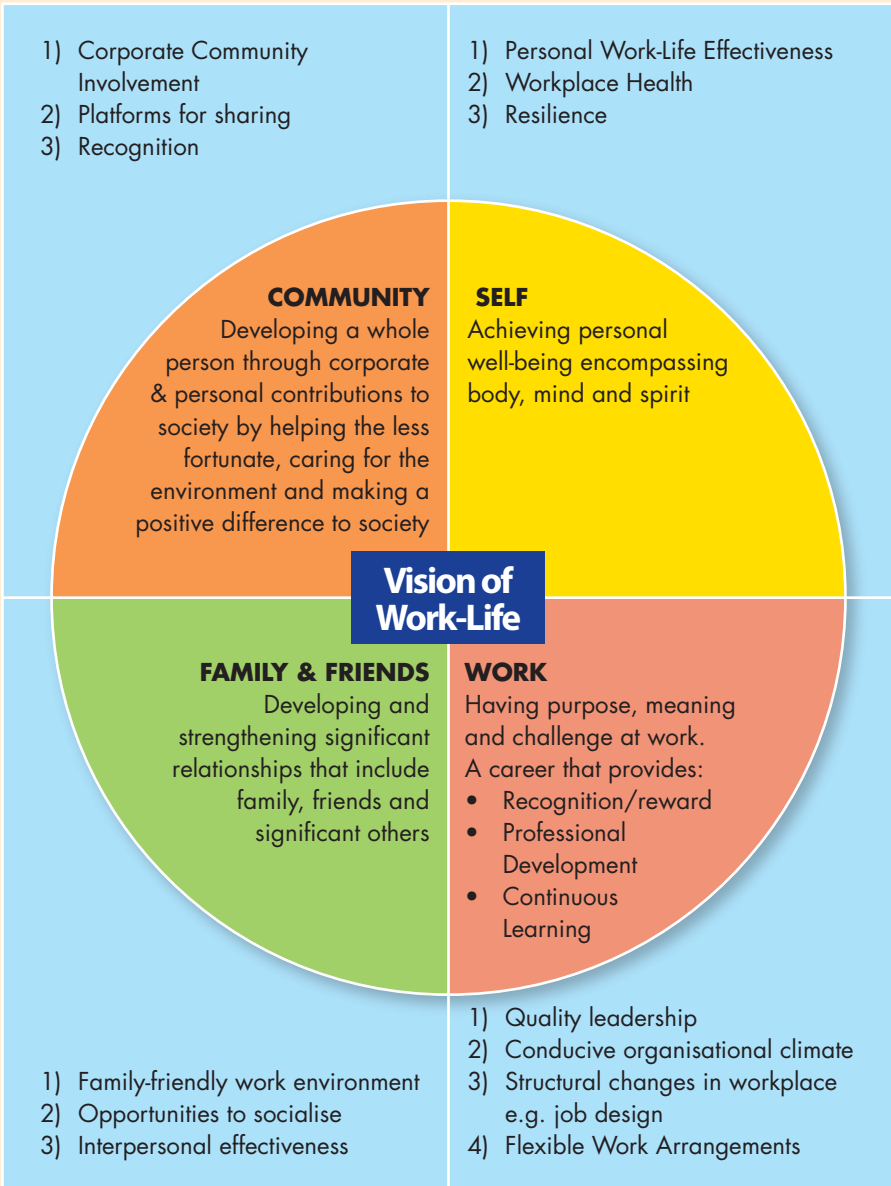 1) Corporate Community
Involvement
2) Platforms for sharing
3) Recognition
1) Personal Work-Life Effectiveness
2) Workplace Health
3) Resilience
COMMUNITY
Developing a whole
person through corporate
& personal contributions to
society by helping the less
fortunate, caring for the
environment and making a
positive difference to society
SELF
Achieving personal
well-being encompassing
body, mind and spirit
Vision of
Work-Life
FAMILY & FRIENDS
Developing and
strengthening significant
relationships that include
family, friends and
significant others
WORK
Having purpose, meaning
and challenge at work.
A career that provides:
• Recognition/reward
• Professional
Development
• Continuous
Learning
1) Family-friendly work environment
2) Opportunities to socialise
3) Interpersonal effectiveness
1) Quality leadership
2) Conducive organisational climate
3) Structural changes in workplace
e.g. job design
4) Flexible Work Arrangements